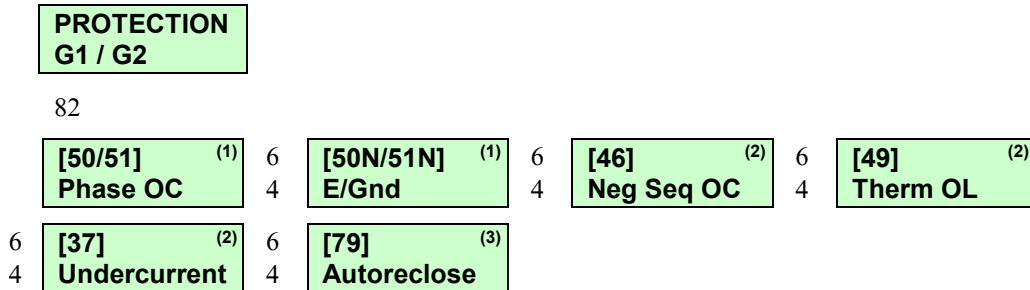 PROTECTION
G1 / G2
82
[50/51] (1) 6 [50N/51N] (1) 6 [46] (2) 6 [49] (2)
Phase OC 4 E/Gnd 4 Neg Seq OC 4 Therm OL
6 [37] (2) 6 [79] (3)
4 Undercurrent 4 Autoreclose